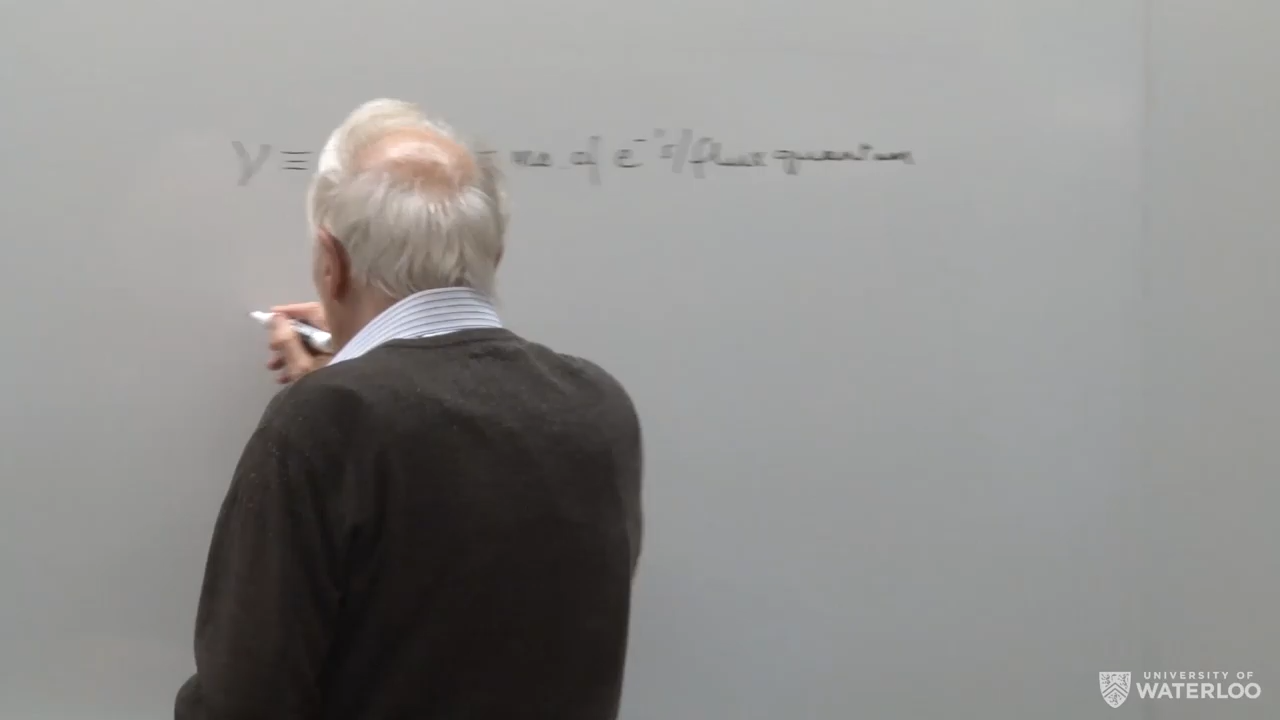 ν ≡ = no. of e⁻'s/flux quantum
UNIVERSITY OF
WATERLOO